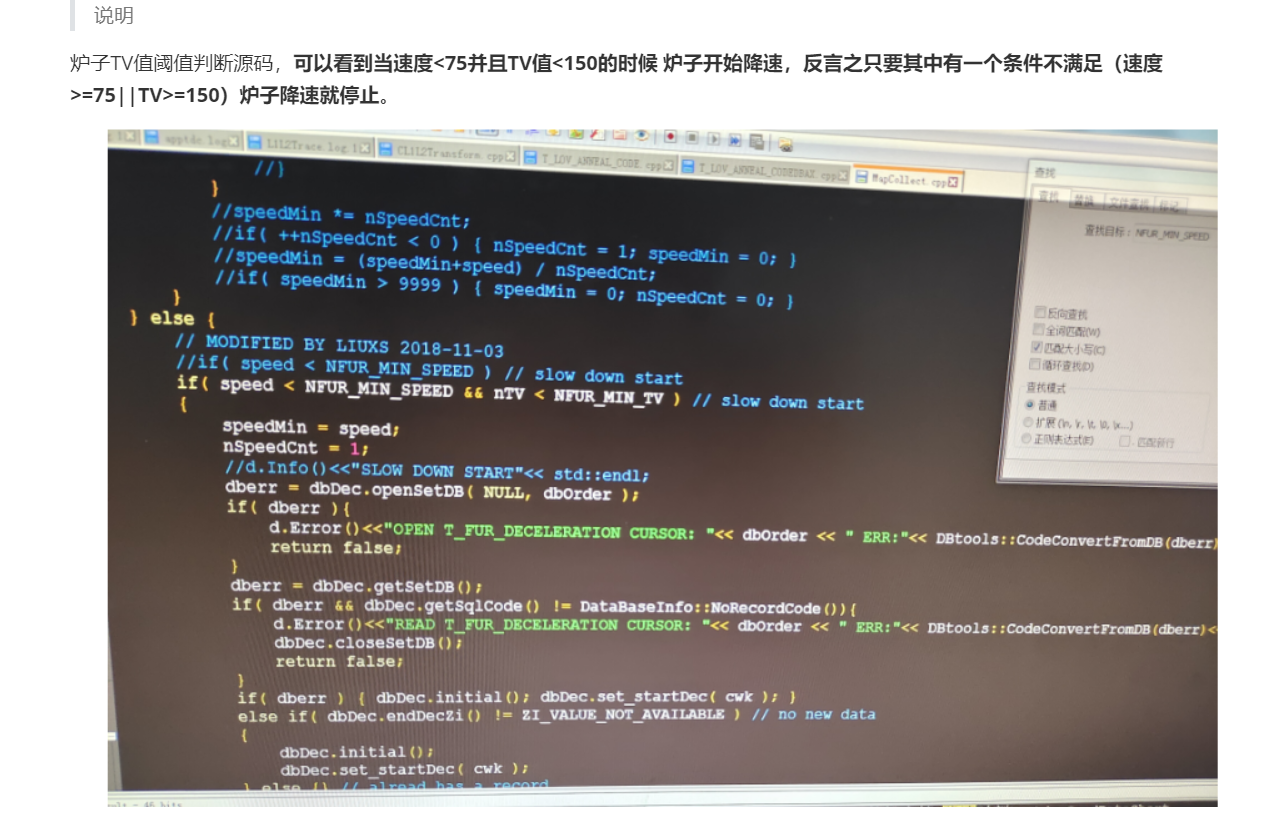 说明
炉子TV值阈值判断源码，可以看到当速度<75并且TV值<150的时候 炉子开始降速，反言之只要其中有一个条件不满足（速度
>=75||TV>=150）炉子降速就停止。
T_LOV_ANNEAL_CODE.cpp T_LOV_ANNEAL_CODEDBAZ.cpp MapCollect.cpp
CL1L2Transform.cpp
L1L2Trace.log.1
查找
//}
查找 替换 文件查找 标记
}
//speedMin *= nSpeedCnt;
查找目标： NFUR_MIN_SPEED
//if( ++nSpeedCnt < 0 ) { nSpeedCnt = 1; speedMin = 0; }
//speedMin = (speedMin+speed) / nSpeedCnt;
//if( speedMin > 9999 ) { speedMin = 0; nSpeedCnt = 0; }
}
反向查找
} else {
全词匹配(W)
// MODIFIED BY LIUXS 2018-11-03
匹配大小写(C)
//if( speed < NFUR_MIN_SPEED ) // slow down start
循环查找(D)
if( speed < NFUR_MIN_SPEED && nTV < NFUR_MIN_TV ) // slow down start
查找模式
{
普通
speedMin = speed;
nSpeedCnt = 1;
正则表达式(E) 匹配新行
//d.Info()<<"SLOW DOWN START"<< std::endl;
dberr = dbDec.openSetDB( NULL, dbOrder );
if( dberr ){
d.Error()<<"OPEN T_FUR_DECELERATION CURSOR: "<< dbOrder << " ERR:"<< DBtools::CodeConvertFromDB(dberr)
return false;
}
dberr = dbDec.getSetDB();
if( dberr && dbDec.getSqlCode() != DataBaseInfo::NoRecordCode()){
d.Error()<<"READ T_FUR_DECELERATION CURSOR: "<< dbOrder << " ERR:"<< DBtools::CodeConvertFromDB(dberr)<
dbDec.closeSetDB();
return false;
}
if( dberr ) { dbDec.initial(); dbDec.set_startDec( cwk ); }
else if( dbDec.endDecZi() != ZI_VALUE_NOT_AVAILABLE ) // no new data
{
dbDec.initial();
dbDec.set_startDec( cwk );
} else {} // alread has a record